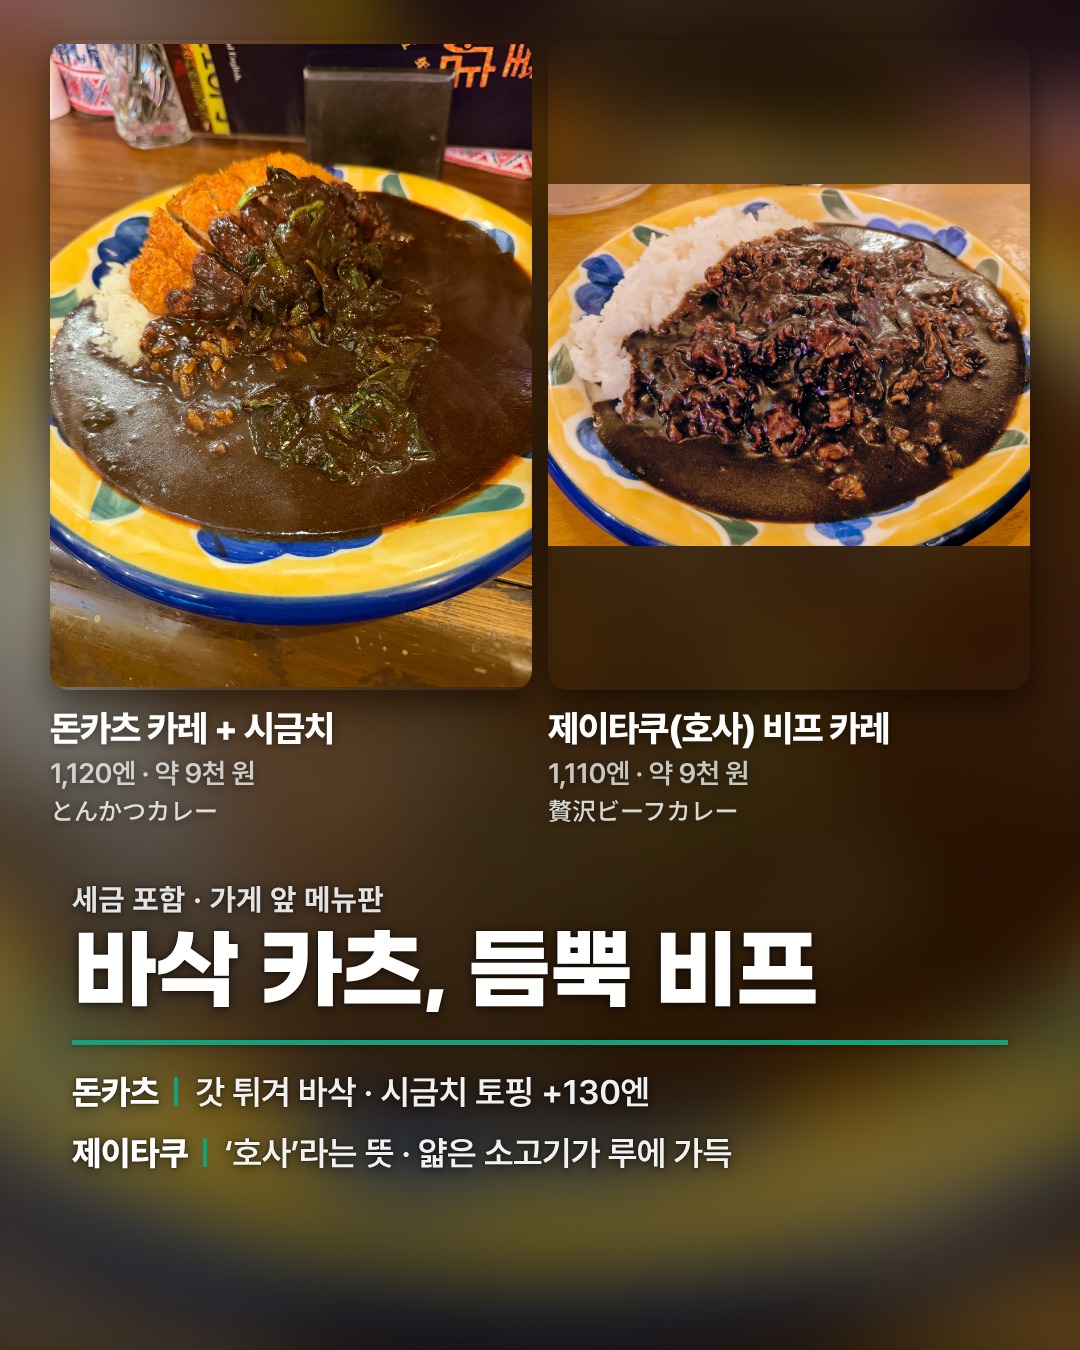 돈카츠 카레 + 시금치
1,120엔 · 약 9천 원
とんかつカレー
제이타쿠(호사) 비프 카레
1,110엔 · 약 9천 원
贅沢ビーフカレー
세금 포함 · 가게 앞 메뉴판
바삭 카츠, 듬뿍 비프
돈카츠 | 갓 튀겨 바삭 · 시금치 토핑 +130엔
제이타쿠 | ‘호사’라는 뜻 · 얇은 소고기가 루에 가득